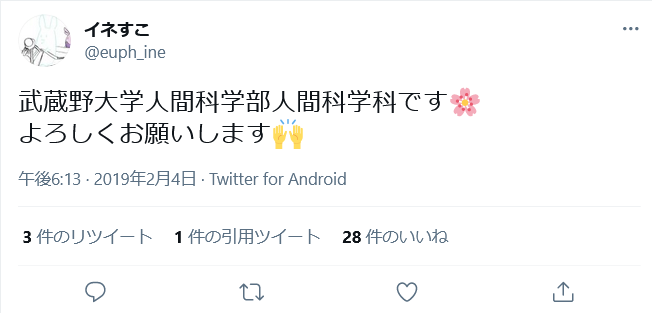 イネすこ
@euph_ine
武蔵野大学人間科学部人間科学科です🌸
よろしくお願いします🙌
午後6:13 · 2019年2月4日 · Twitter for Android
3 件のリツイート 1 件の引用ツイート 28 件のいいね